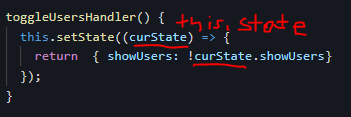 toggleUsersHandler() { this.state
this.setState((curState) => {
return { showUsers: !curState.showUsers}
});
}